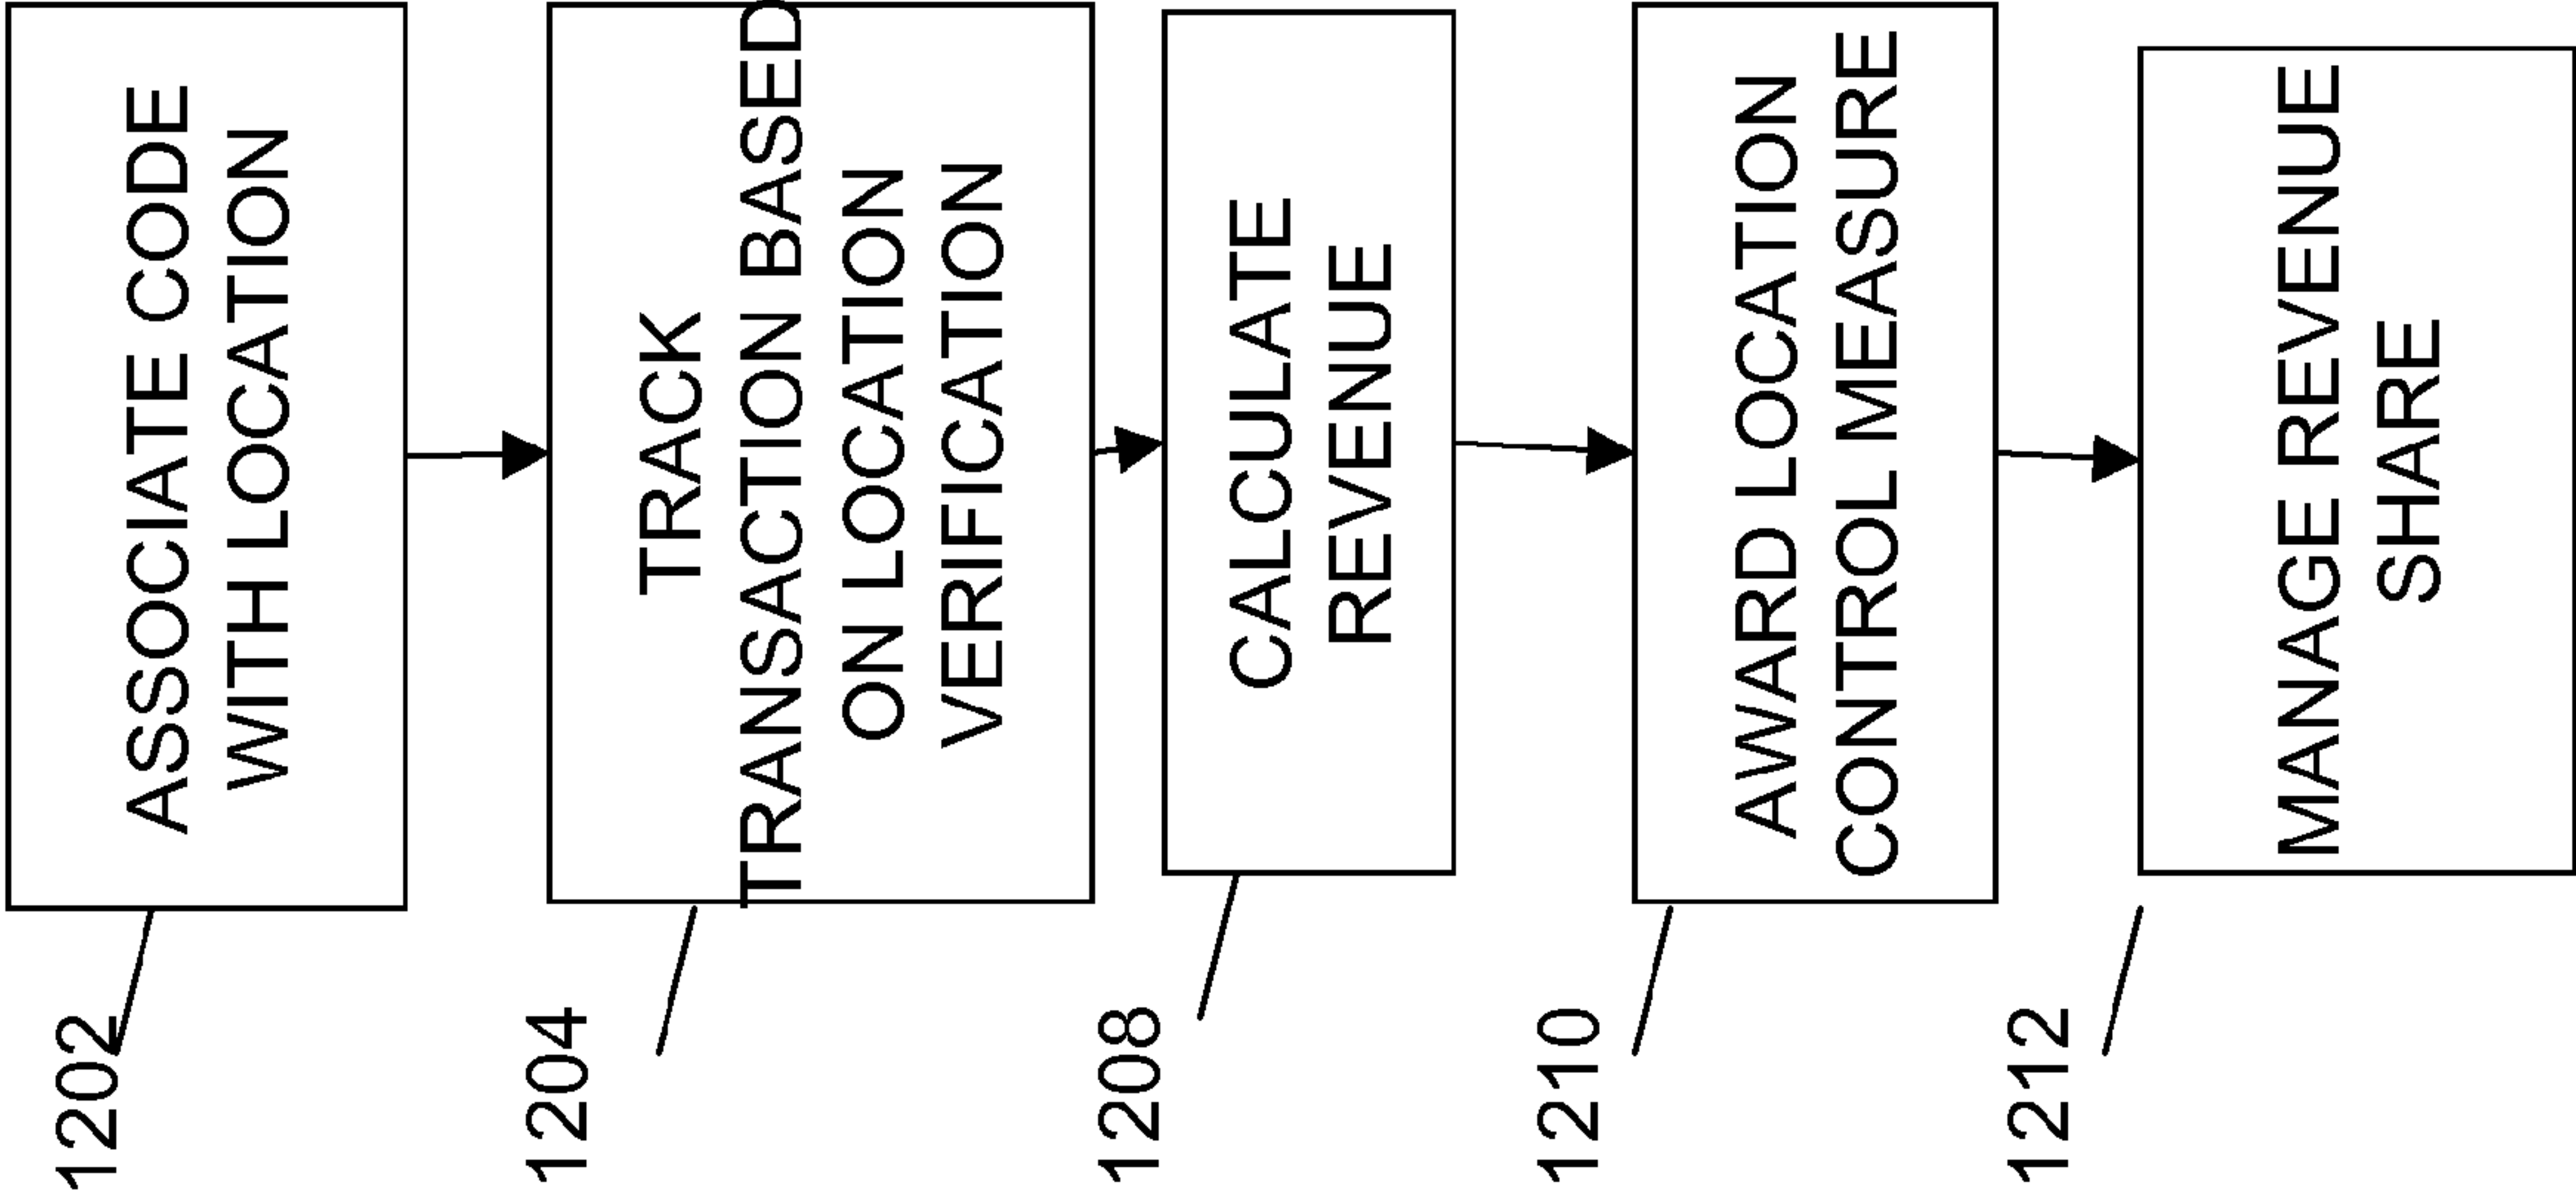 1202
ASSOCIATE CODE
WITH LOCATION
1204
TRACK
TRANSACTION BASED
ON LOCATION
VERIFICATION
1208
CALCULATE
REVENUE
1210
AWARD LOCATION
CONTROL MEASURE
1212
MANAGE REVENUE
SHARE